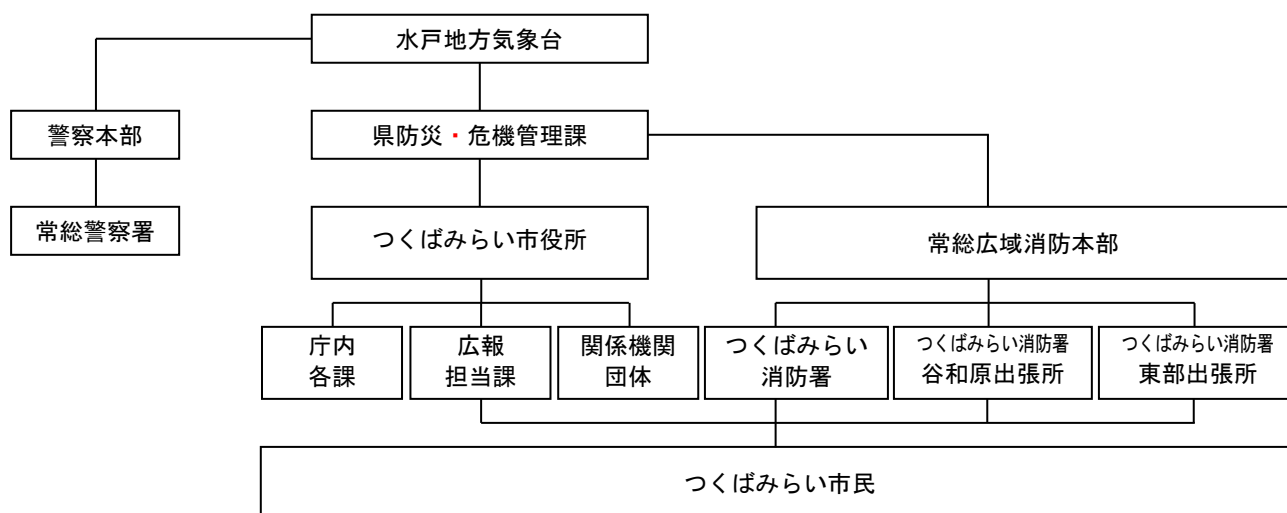 水戸地方気象台
警察本部
県防災・危機管理課
常総警察署
つくばみらい市役所
常総広域消防本部
庁内
各課
広報
担当課
関係機関
団体
つくばみらい
消防署
つくばみらい消防署
谷和原出張所
つくばみらい消防署
東部出張所
つくばみらい市民